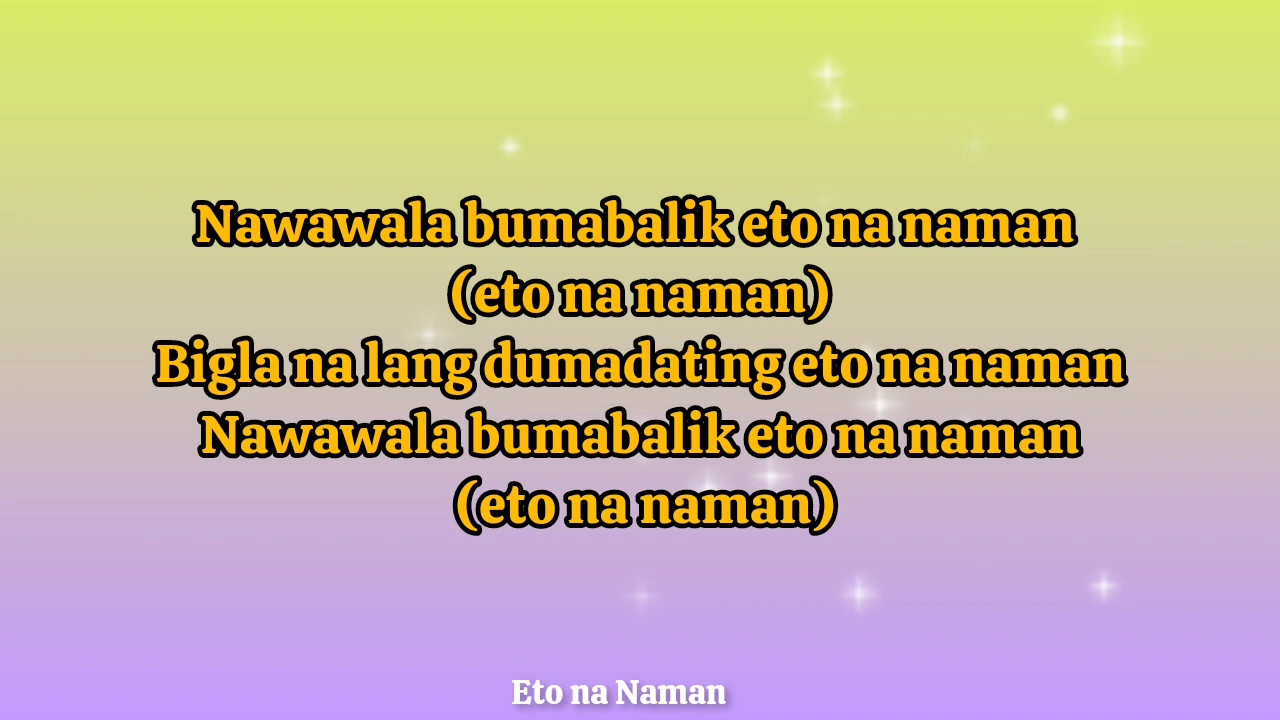 Nawawala bumabalik eto na naman
(eto na naman)
Bigla na lang dumadating eto na naman
Nawawala bumabalik eto na naman
(eto na naman)
Eto na Naman